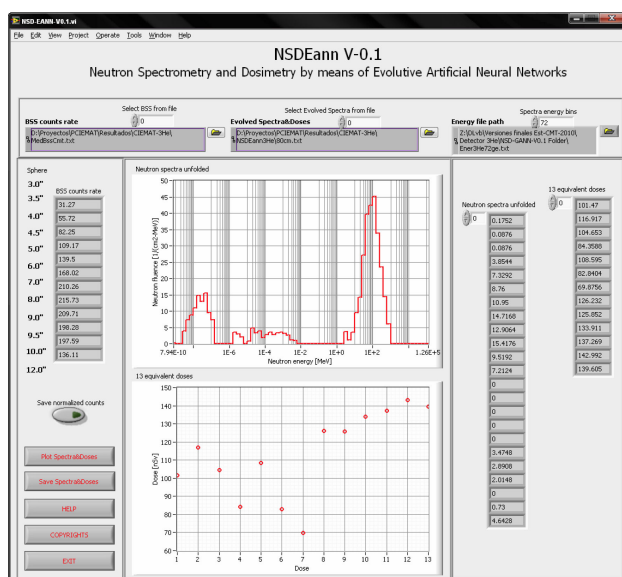 NSD-EANN-V0.1.vi
File Edit View Project Operate Tools Window Help
NSDEann V-0.1
Neutron Spectrometry and Dosimetry by means of Evolutive Artificial Neural Networks
Select BSS from file
BSS counts rate
0
D:\Proyectos\PCIEMAT\Resultados\CIEMAT-3He\
MedBssCmt.txt
Select Evolved Spectra from file
Evolved Spectra&Doses
0
D:\Proyectos\PCIEMAT\Resultados\CIEMAT-3He\
NSDEann3He\80cm.txt
Spectra energy bins
Energy file path
72
Z:\DLvb\Versiones finales Est-CMT-2010\
Detector 3He\NSD-GANN-V0.1 Folder\
Ener3He72ge.txt
Sphere
BSS counts rate
3.0"
3.5"
4.0"
4.5"
5.0"
6.0"
7.0"
8.0"
9.0"
9.5"
10.0"
12.0"
31.27
55.72
82.25
109.17
139.5
168.02
210.26
215.73
209.71
198.28
197.59
136.11
Save normalized counts
Plot Spectra&Doses
Save Spectra&Doses
HELP
COPYRIGHTS
EXIT
Neutron spectra unfolded
Neutron fluence [1/(cm2-MeV)]
50
45
40
35
30
25
20
15
10
5
0
7.94E-10 1E-6 1E-4 1E-2 1E+0 1E+2 1.26E+5
Neutron energy [MeV]
13 equivalent doses
Dose [nSv]
150
140
130
120
110
100
90
80
70
60
1 2 3 4 5 6 7 8 9 10 11 12 13
Dose
Neutron spectra unfolded
0
0.1752
0.0876
0.0876
3.8544
7.3292
8.76
10.95
14.7168
12.9064
15.4176
9.5192
7.2124
0
0
0
0
0
3.4748
2.8908
2.0148
0
0.73
4.6428
13 equivalent doses
0
101.47
116.917
104.653
84.3588
108.595
82.8404
69.8756
126.232
125.852
133.911
137.269
142.992
139.605